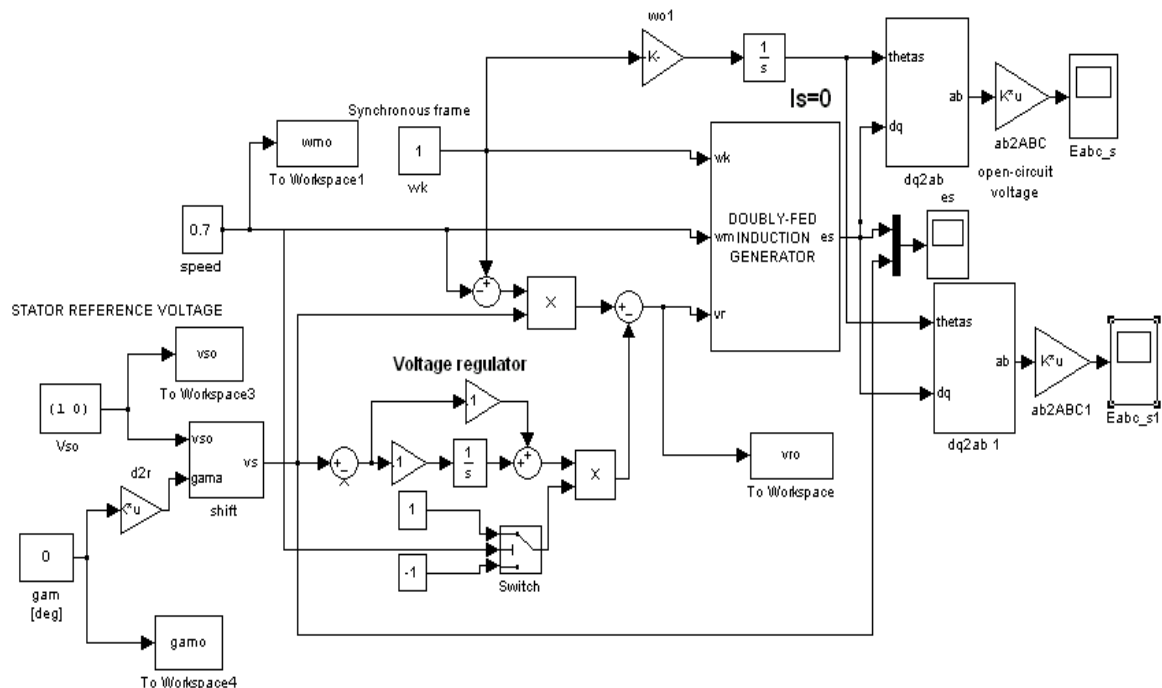 wo1
K-
1
s
thetas
dq
ab
dq2ab
K*u
ab2ABC
Eabc_s
Is=0
Synchronous frame
1
wk
wmo
To Workspace1
open-circuit
voltage
es
wk
wm
vr
DOUBLY-FED
INDUCTION
GENERATOR
es
0.7
speed
X
STATOR REFERENCE VOLTAGE
vso
To Workspace3
(1 0)
Vso
thetas
dq
ab
dq2ab 1
K*u
ab2ABC1
Eabc_s1
Voltage regulator
.1
.1
1
s
X
vso
gama
vs
shift
d2r
K*u
vro
To Workspace
1
-1
Switch
0
gam
[deg]
gamo
To Workspace4